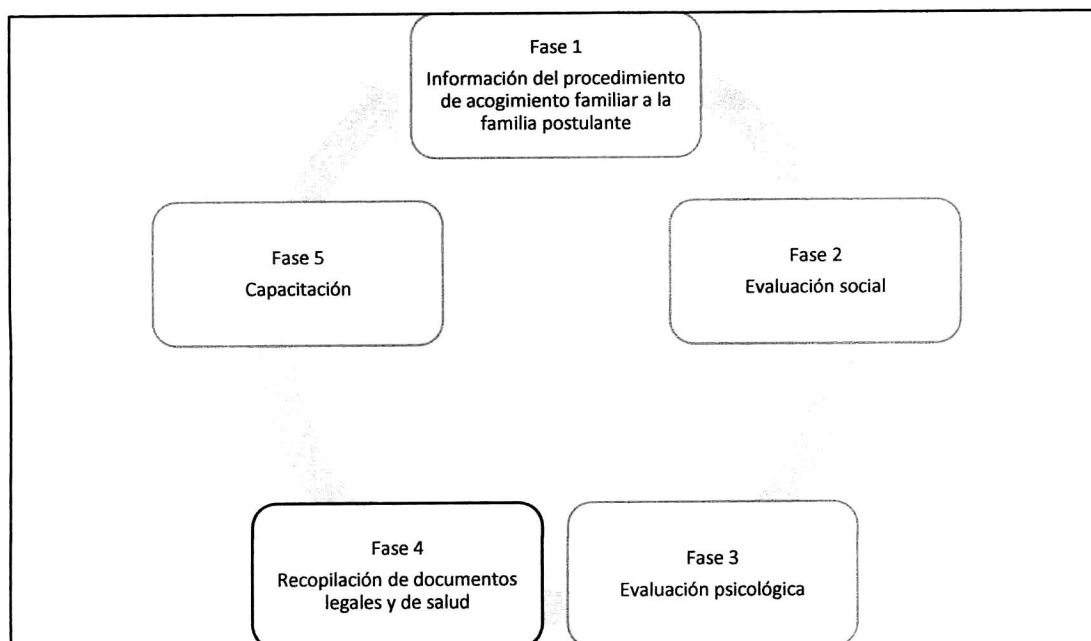 Fase 1
Información del procedimiento
de acogimiento familiar a la
familia postulante
Fase 2
Evaluación social
Fase 3
Evaluación psicológica
Fase 4
Recopilación de documentos
legales y de salud
Fase 5
Capacitación